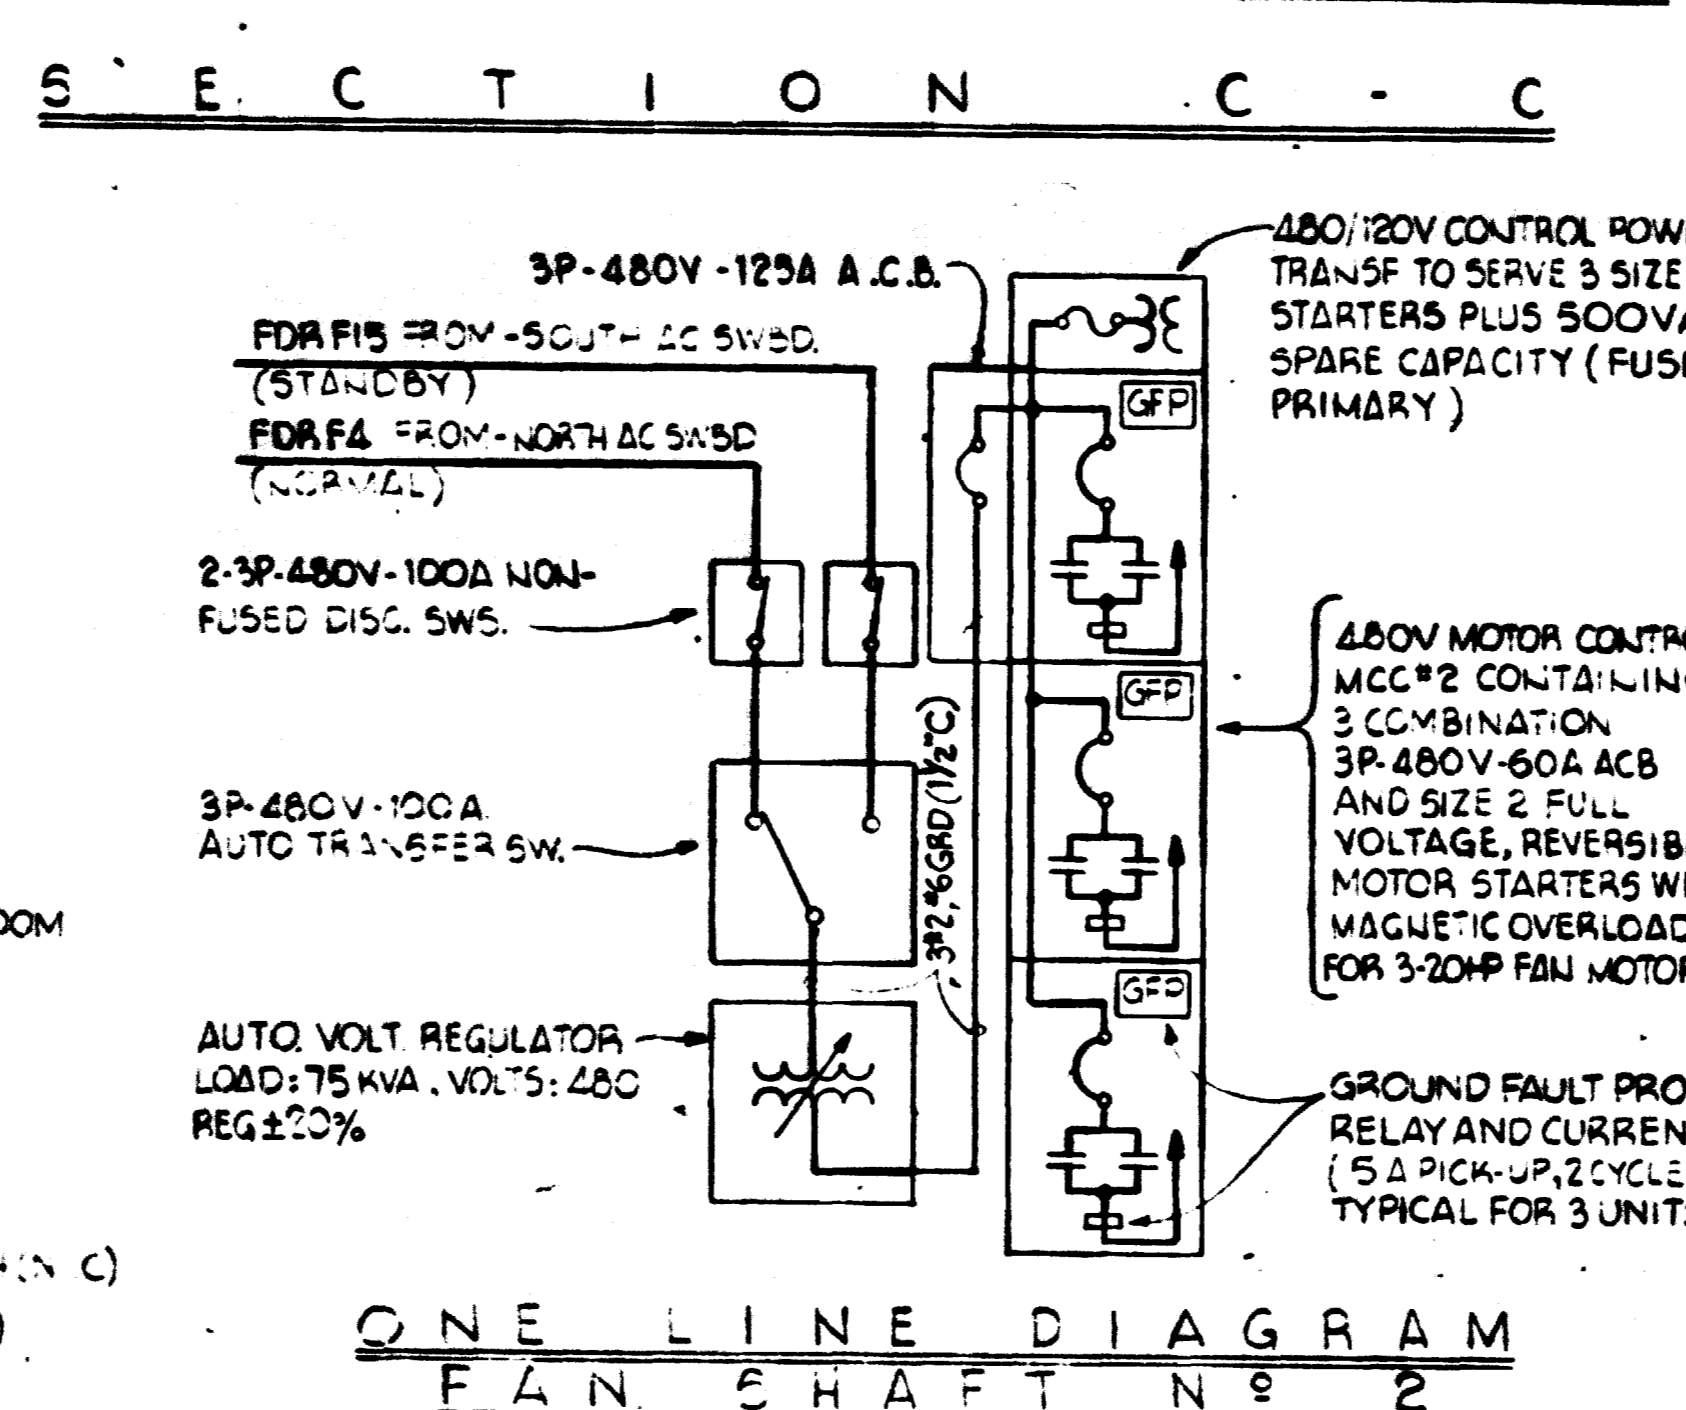 SECTION C-C
480/120V CONTROL POW
TRANSF TO SERVE 3 SIZE
STARTERS PLUS 500VA
SPARE CAPACITY (FUS
PRIMARY)
3P-480V-125A A.C.B.
FDR F15 FROM-SOUTH AC SWBD.
(STANDBY)
FDR F4 FROM-NORTH AC SWBD
(NORMAL)
2-3P-480V-100A NON-
FUSED DISC. SWS.
3P-480V-100A
AUTO TRANSFER SW.
AUTO. VOLT. REGULATOR
LOAD: 75 KVA. VOLTS: 480
REG ±20%
3#2, #6GRD (1½"C)
GFP
GFP
GFP
480V MOTOR CONTR
MCC#2 CONTAINING
3 COMBINATION
3P-480V-60A ACB
AND SIZE 2 FULL
VOLTAGE, REVERSIB
MOTOR STARTERS WI
MAGNETIC OVERLOAD
FOR 3-20HP FAN MOTOR
GROUND FAULT PRO
RELAY AND CURREN
(5A PICK-UP, 2 CYCLE
TYPICAL FOR 3 UNITS
OOM
C)
)
ONE LINE DIAGRAM
FAN SHAFT Nº 2